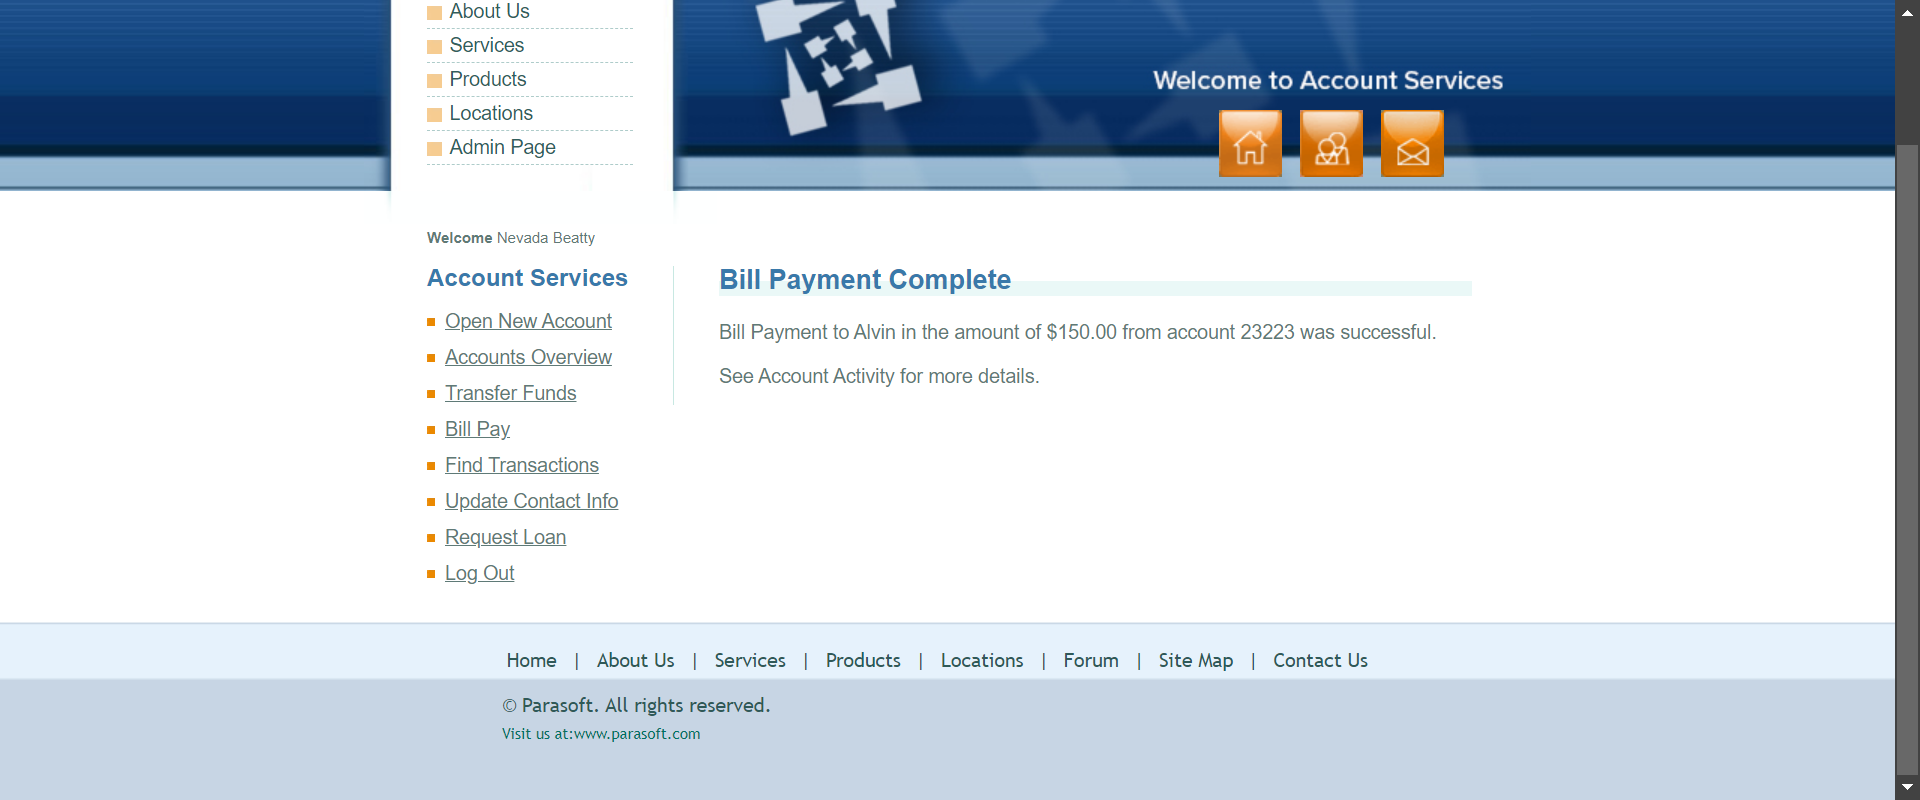 About Us
Services
Products
Locations
Admin Page
Welcome to Account Services
Welcome Nevada Beatty
Account Services
Open New Account
Accounts Overview
Transfer Funds
Bill Pay
Find Transactions
Update Contact Info
Request Loan
Log Out
Bill Payment Complete
Bill Payment to Alvin in the amount of $150.00 from account 23223 was successful.
See Account Activity for more details.
Home | About Us | Services | Products | Locations | Forum | Site Map | Contact Us
© Parasoft. All rights reserved.
Visit us at:www.parasoft.com